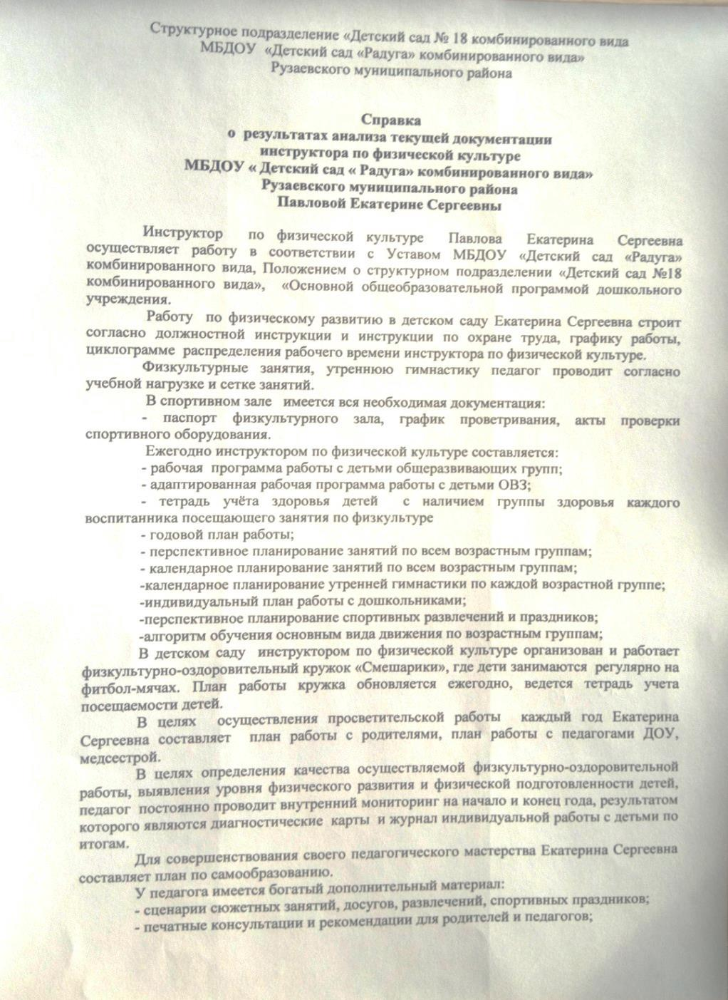 Структурное подразделение «Детский сад № 18 комбинированного вида
МБДОУ «Детский сад «Радуга» комбинированного вида»
Рузаевского муниципального района
Справка
о результатах анализа текущей документации
инструктора по физической культуре
МБДОУ « Детский сад « Радуга» комбинированного вида»
Рузаевского муниципального района
Павловой Екатерине Сергеевны
Инструктор по физической культуре Павлова Екатерина Сергеевна
осуществляет работу в соответствии с Уставом МБДОУ «Детский сад «Радуга»
комбинированного вида, Положением о структурном подразделении «Детский сад №18
комбинированного вида», «Основной общеобразовательной программой дошкольного
учреждения.
Работу по физическому развитию в детском саду Екатерина Сергеевна строит
согласно должностной инструкции и инструкции по охране труда, графику работы,
циклограмме распределения рабочего времени инструктора по физической культуре.
Физкультурные занятия, утреннюю гимнастику педагог проводит согласно
учебной нагрузке и сетке занятий.
В спортивном зале имеется вся необходимая документация:
- паспорт физкультурного зала, график проветривания, акты проверки
спортивного оборудования.
Ежегодно инструктором по физической культуре составляется:
- рабочая программа работы с детьми общеразвивающих групп;
- адаптированная рабочая программа работы с детьми ОВЗ;
- тетрадь учёта здоровья детей с наличием группы здоровья каждого
воспитанника посещающего занятия по физкультуре
- годовой план работы;
- перспективное планирование занятий по всем возрастным группам;
- календарное планирование занятий по всем возрастным группам;
-календарное планирование утренней гимнастики по каждой возрастной группе;
-индивидуальный план работы с дошкольниками;
-перспективное планирование спортивных развлечений и праздников;
-алгоритм обучения основным вида движения по возрастным группам;
В детском саду инструктором по физической культуре организован и работает
физкультурно-оздоровительный кружок «Смешарики», где дети занимаются регулярно на
фитбол-мячах. План работы кружка обновляется ежегодно, ведется тетрадь учета
посещаемости детей.
В целях осуществления просветительской работы каждый год Екатерина
Сергеевна составляет план работы с родителями, план работы с педагогами ДОУ,
медсестрой.
В целях определения качества осуществляемой физкультурно-оздоровительной
работы, выявления уровня физического развития и физической подготовленности детей,
педагог постоянно проводит внутренний мониторинг на начало и конец года, результатом
которого являются диагностические карты и журнал индивидуальной работы с детьми по
итогам.
Для совершенствования своего педагогического мастерства Екатерина Сергеевна
составляет план по самообразованию.
У педагога имеется богатый дополнительный материал:
- сценарии сюжетных занятий, досугов, развлечений, спортивных праздников;
- печатные консультации и рекомендации для родителей и педагогов;